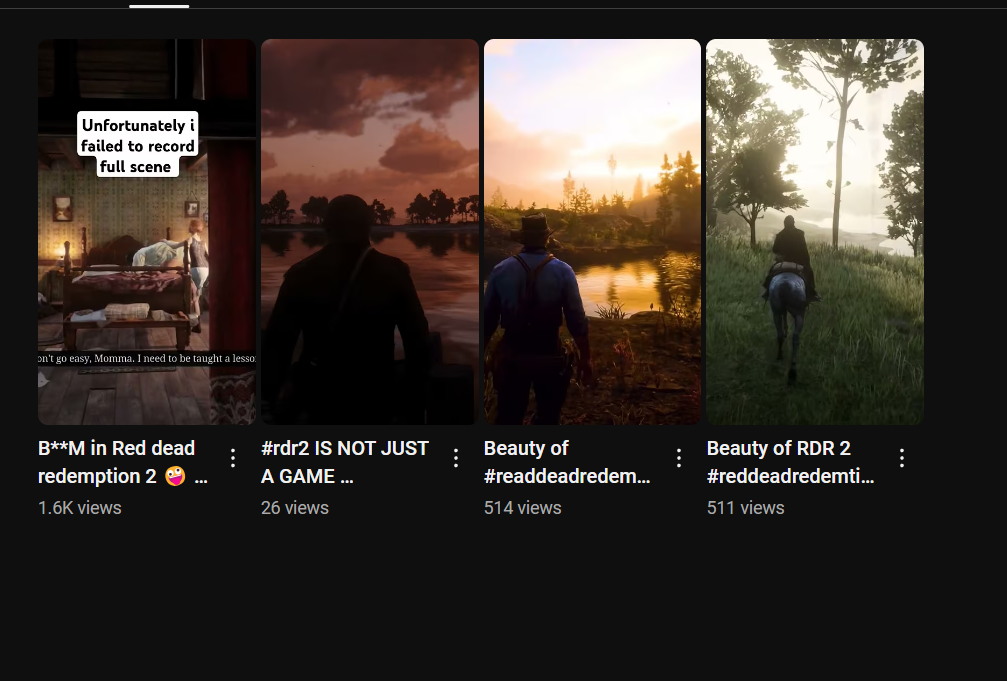 Unfortunately i
failed to record
full scene
on't go easy, Momma. I need to be taught a lesso
B**M in Red dead
redemption 2 🤪 ...
1.6K views
#rdr2 IS NOT JUST
A GAME ...
26 views
Beauty of
#readdeadredem...
514 views
Beauty of RDR 2
#reddeadredemti...
511 views